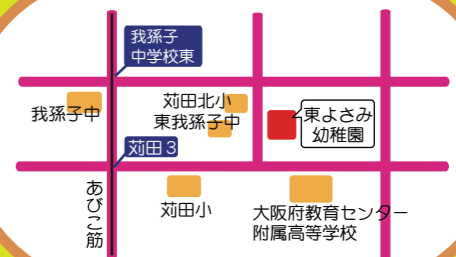 我孫子
中学校東
我孫子中
苅田北小
東我孫子中
東よさみ
幼稚園
苅田３
あびこ筋
苅田小
大阪府教育センター
附属高等学校